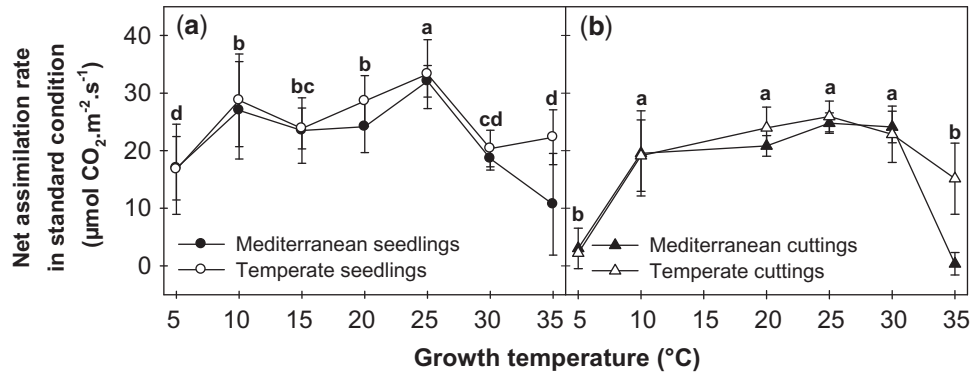 Net assimilation rate
in standard condition
(µmol CO2.m-2.s-1)
40
30
20
10
0
(a)
d
b
bc
b
a
cd
d
Mediterranean seedlings
Temperate seedlings
5 10 15 20 25 30 35
(b)
b
a
a
a
a
b
Mediterranean cuttings
Temperate cuttings
5 10 15 20 25 30 35
Growth temperature (°C)